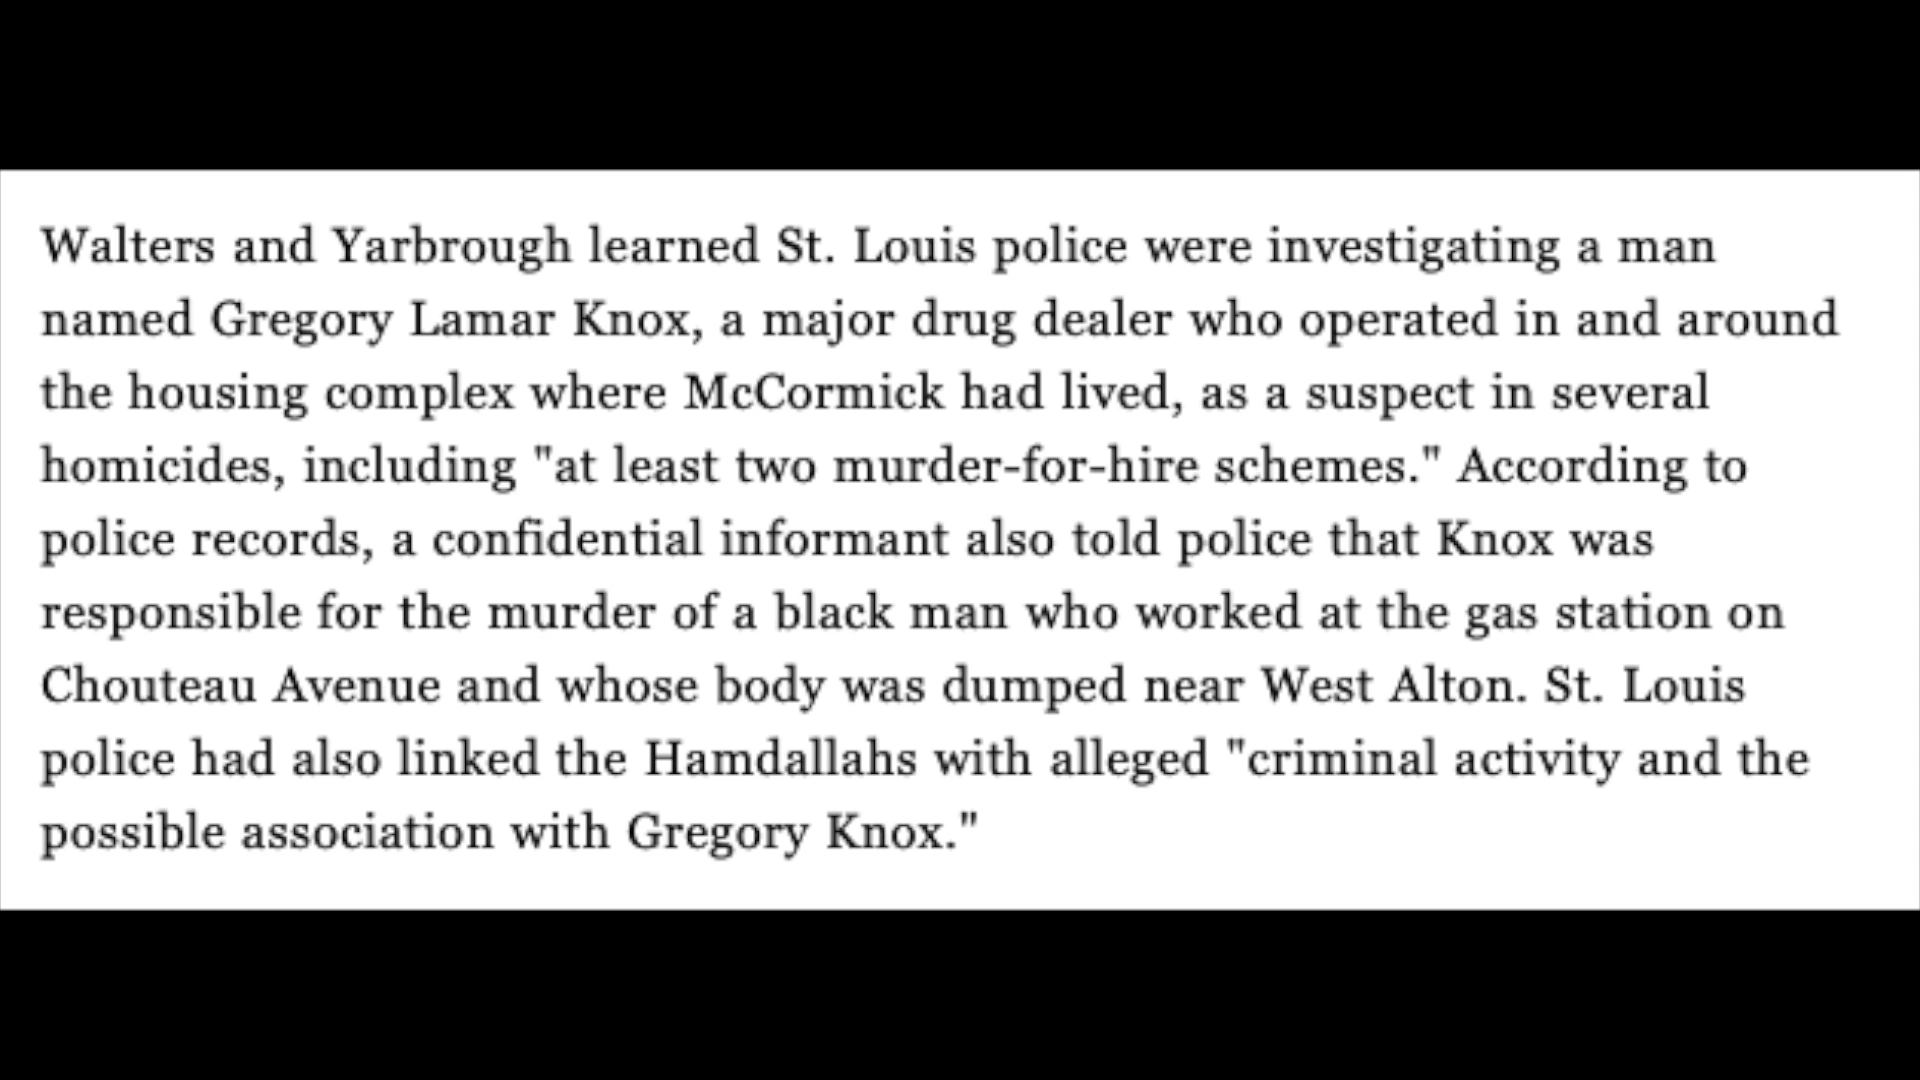 Walters and Yarbrough learned St. Louis police were investigating a man
named Gregory Lamar Knox, a major drug dealer who operated in and around
the housing complex where McCormick had lived, as a suspect in several
homicides, including "at least two murder-for-hire schemes." According to
police records, a confidential informant also told police that Knox was
responsible for the murder of a black man who worked at the gas station on
Chouteau Avenue and whose body was dumped near West Alton. St. Louis
police had also linked the Hamdallahs with alleged "criminal activity and the
possible association with Gregory Knox."